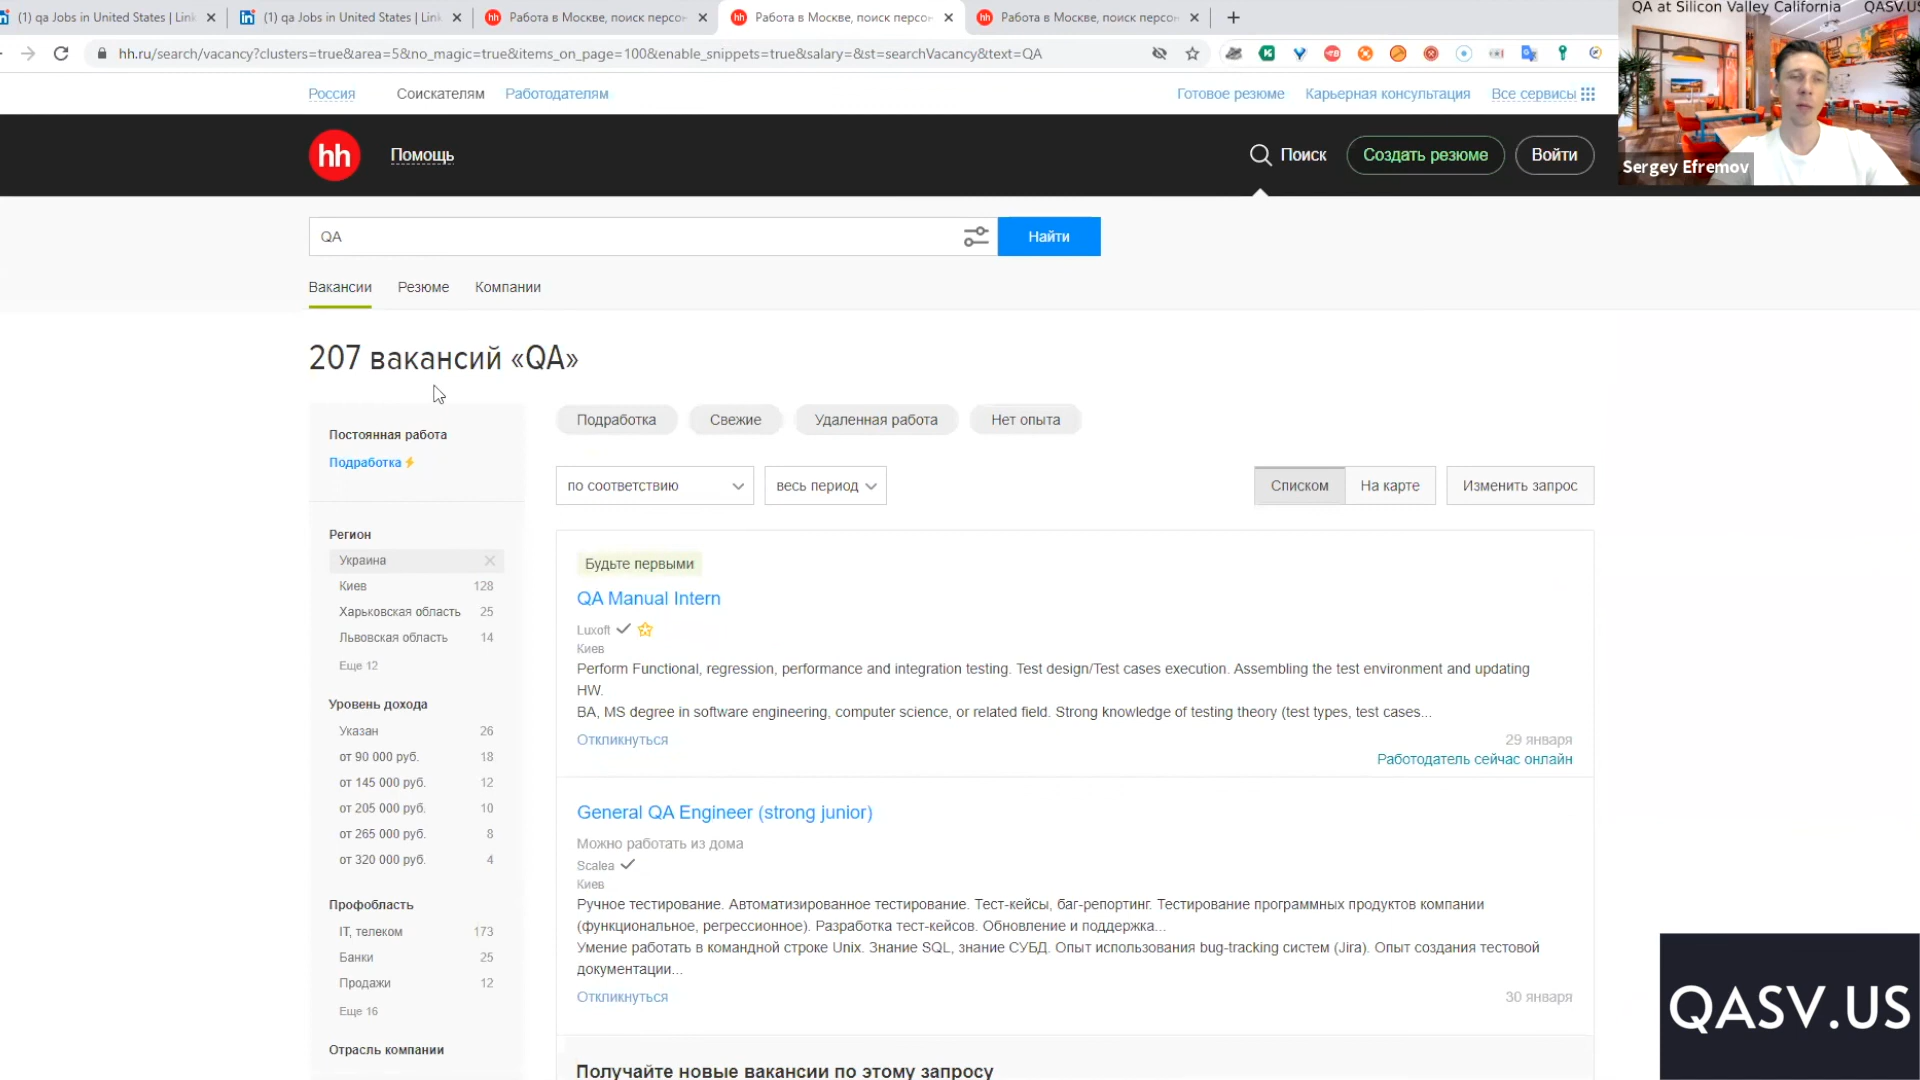 (1) qa Jobs in United States | Link
(1) qa Jobs in United States | Link
Работа в Москве, поиск персон
Работа в Москве, поиск персон
Работа в Москве, поиск персон
QA at Silicon Valley California QASV.US
hh.ru/search/vacancy?clusters=true&area=5&no_magic=true&items_on_page=100&enable_snippets=true&salary=&st=searchVacancy&text=QA
Россия Соискателям Работодателям
Готовое резюме Карьерная консультация Все сервисы
hh Помощь
Поиск Создать резюме Войти
Sergey Efremov
QA
Найти
Вакансии Резюме Компании
207 вакансий «QA»
Подработка Свежие Удаленная работа Нет опыта
Постоянная работа
Подработка
по соответствию весь период
Списком На карте Изменить запрос
Регион
Украина
Киев 128
Харьковская область 25
Львовская область 14
Еще 12
Уровень дохода
Указан 26
от 90 000 руб. 18
от 145 000 руб. 12
от 205 000 руб. 10
от 265 000 руб. 8
от 320 000 руб. 4
Профобласть
IT, телеком 173
Банки 25
Продажи 12
Еще 16
Отрасль компании
Будьте первыми
QA Manual Intern
Luxoft
Киев
Perform Functional, regression, performance and integration testing. Test design/Test cases execution. Assembling the test environment and updating
HW.
BA, MS degree in software engineering, computer science, or related field. Strong knowledge of testing theory (test types, test cases...
Откликнуться
29 января
Работодатель сейчас онлайн
General QA Engineer (strong junior)
Можно работать из дома
Scalea
Киев
Ручное тестирование. Автоматизированное тестирование. Тест-кейсы, баг-репортинг. Тестирование программных продуктов компании
(функциональное, регрессионное). Разработка тест-кейсов. Обновление и поддержка...
Умение работать в командной строке Unix. Знание SQL, знание СУБД. Опыт использования bug-tracking систем (Jira). Опыт создания тестовой
документации...
Откликнуться
30 января
Получайте новые вакансии по этому запросу
QASV.US